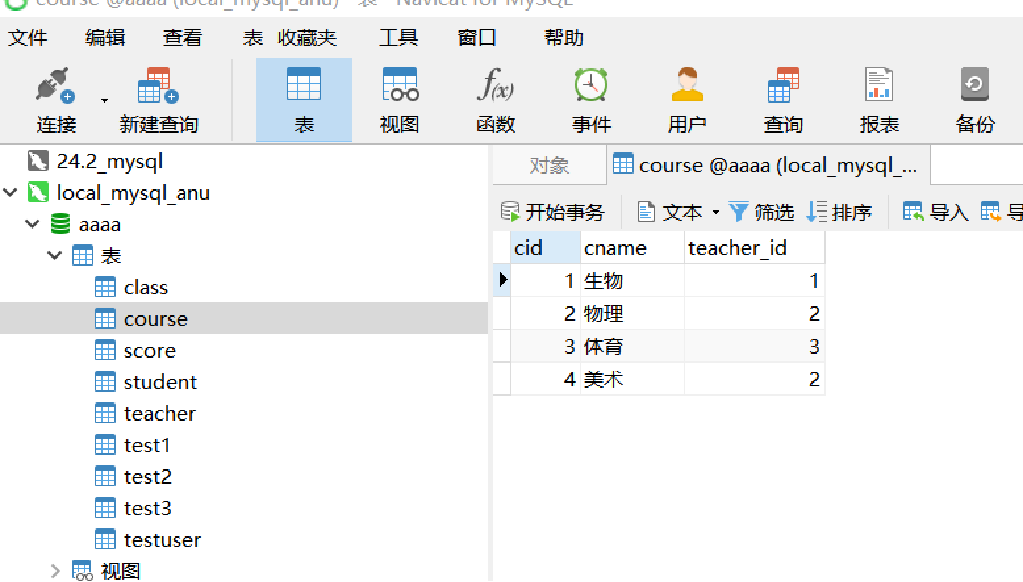 course @aaaa (local_mysql_anu) - 表 - Navicat for MySQL
文件 编辑 查看 表 收藏夹 工具 窗口 帮助
f(x)
连接 新建查询 表 视图 函数 事件 用户 查询 报表 备份
24.2_mysql
local_mysql_anu
aaaa
表
class
course
score
student
teacher
test1
test2
test3
testuser
视图
对象 course @aaaa (local_mysql_...
开始事务 文本 筛选 排序 导入 导
cid cname teacher_id
1 生物 1
2 物理 2
3 体育 3
4 美术 2